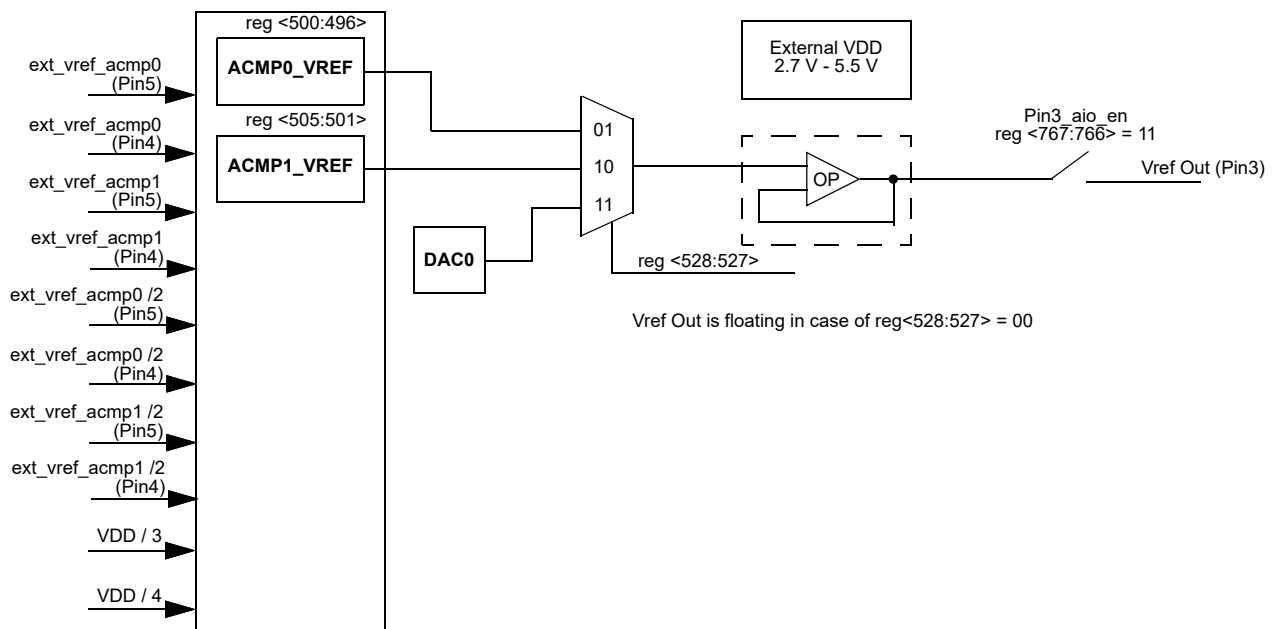 reg <500:496>
ACMP0_VREF
reg <505:501>
ACMP1_VREF
ext_vref_acmp0
(Pin5)
ext_vref_acmp0
(Pin4)
ext_vref_acmp1
(Pin5)
ext_vref_acmp1
(Pin4)
ext_vref_acmp0 /2
(Pin5)
ext_vref_acmp0 /2
(Pin4)
ext_vref_acmp1 /2
(Pin5)
ext_vref_acmp1 /2
(Pin4)
VDD / 3
VDD / 4
DAC0
01
10
11
reg <528:527>
External VDD
2.7 V - 5.5 V
OP
Pin3_aio_en
reg <767:766> = 11
Vref Out (Pin3)
Vref Out is floating in case of reg<528:527> = 00